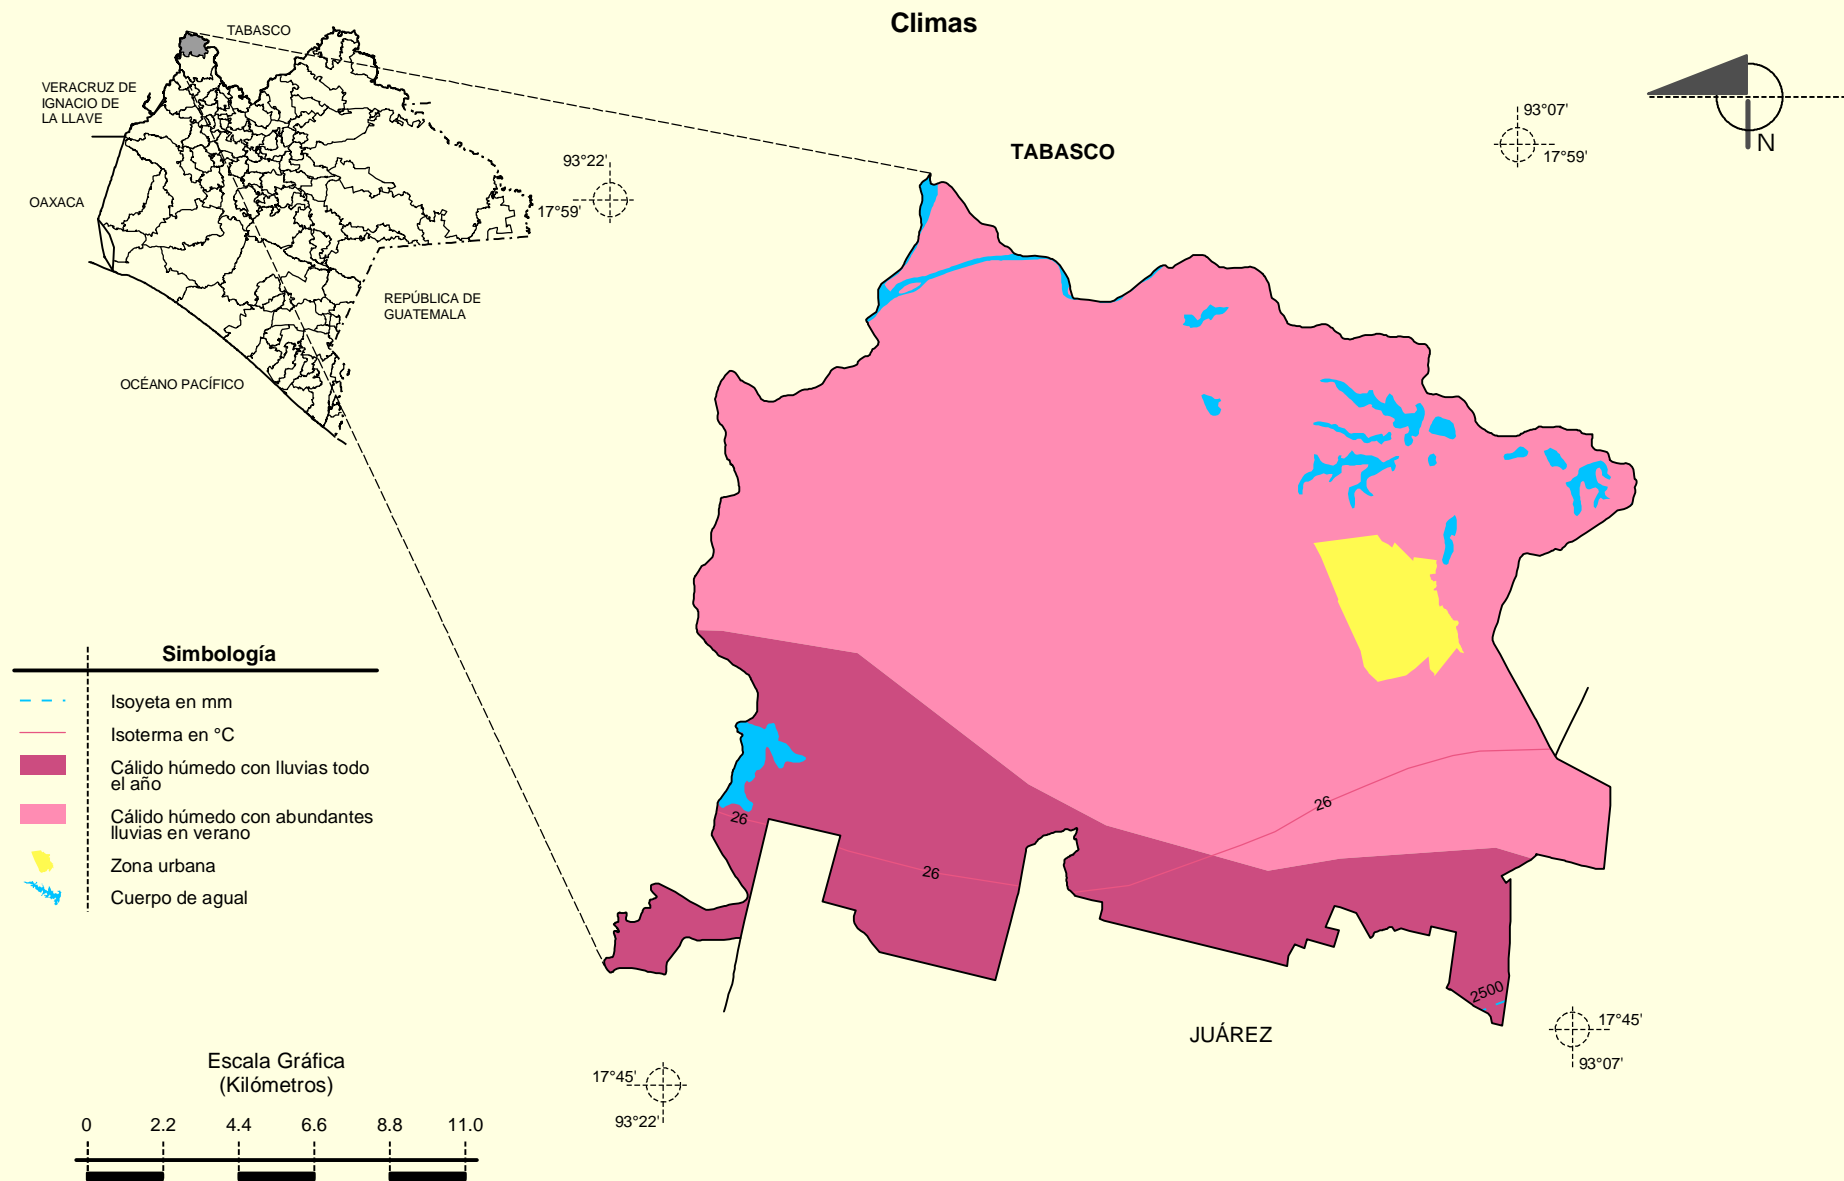 Climas
TABASCO
VERACRUZ DE
IGNACIO DE
LA LLAVE
OAXACA
REPÚBLICA DE
GUATEMALA
OCÉANO PACÍFICO
93°22'
17°59'
TABASCO
93°07'
17°59'
N
26
26
26
2500
JUÁREZ
17°45'
93°07'
17°45'
93°22'
Simbología
Isoyeta en mm
Isoterma en °C
Cálido húmedo con lluvias todo
el año
Cálido húmedo con abundantes
lluvias en verano
Zona urbana
Cuerpo de agual
Escala Gráfica
(Kilómetros)
0 2.2 4.4 6.6 8.8 11.0